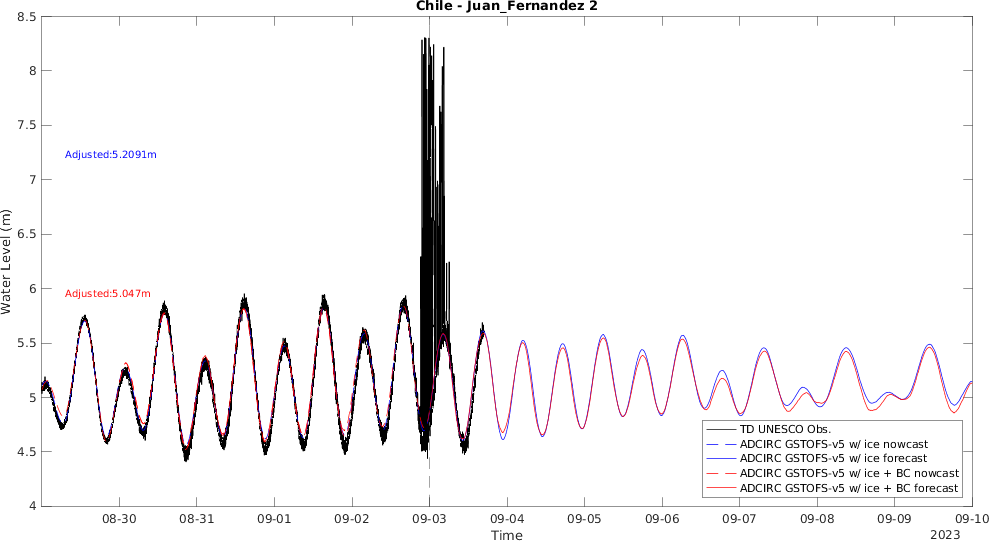 Chile - Juan_Fernandez 2
8.5
8
7.5
7
6.5
6
5.5
5
4.5
4
Water Level (m)
Adjusted:5.2091m
Adjusted:5.047m
TD UNESCO Obs.
ADCIRC GSTOFS-v5 w/ ice nowcast
ADCIRC GSTOFS-v5 w/ ice forecast
ADCIRC GSTOFS-v5 w/ ice + BC nowcast
ADCIRC GSTOFS-v5 w/ ice + BC forecast
08-30 08-31 09-01 09-02 09-03 09-04 09-05 09-06 09-07 09-08 09-09 09-10
Time
2023